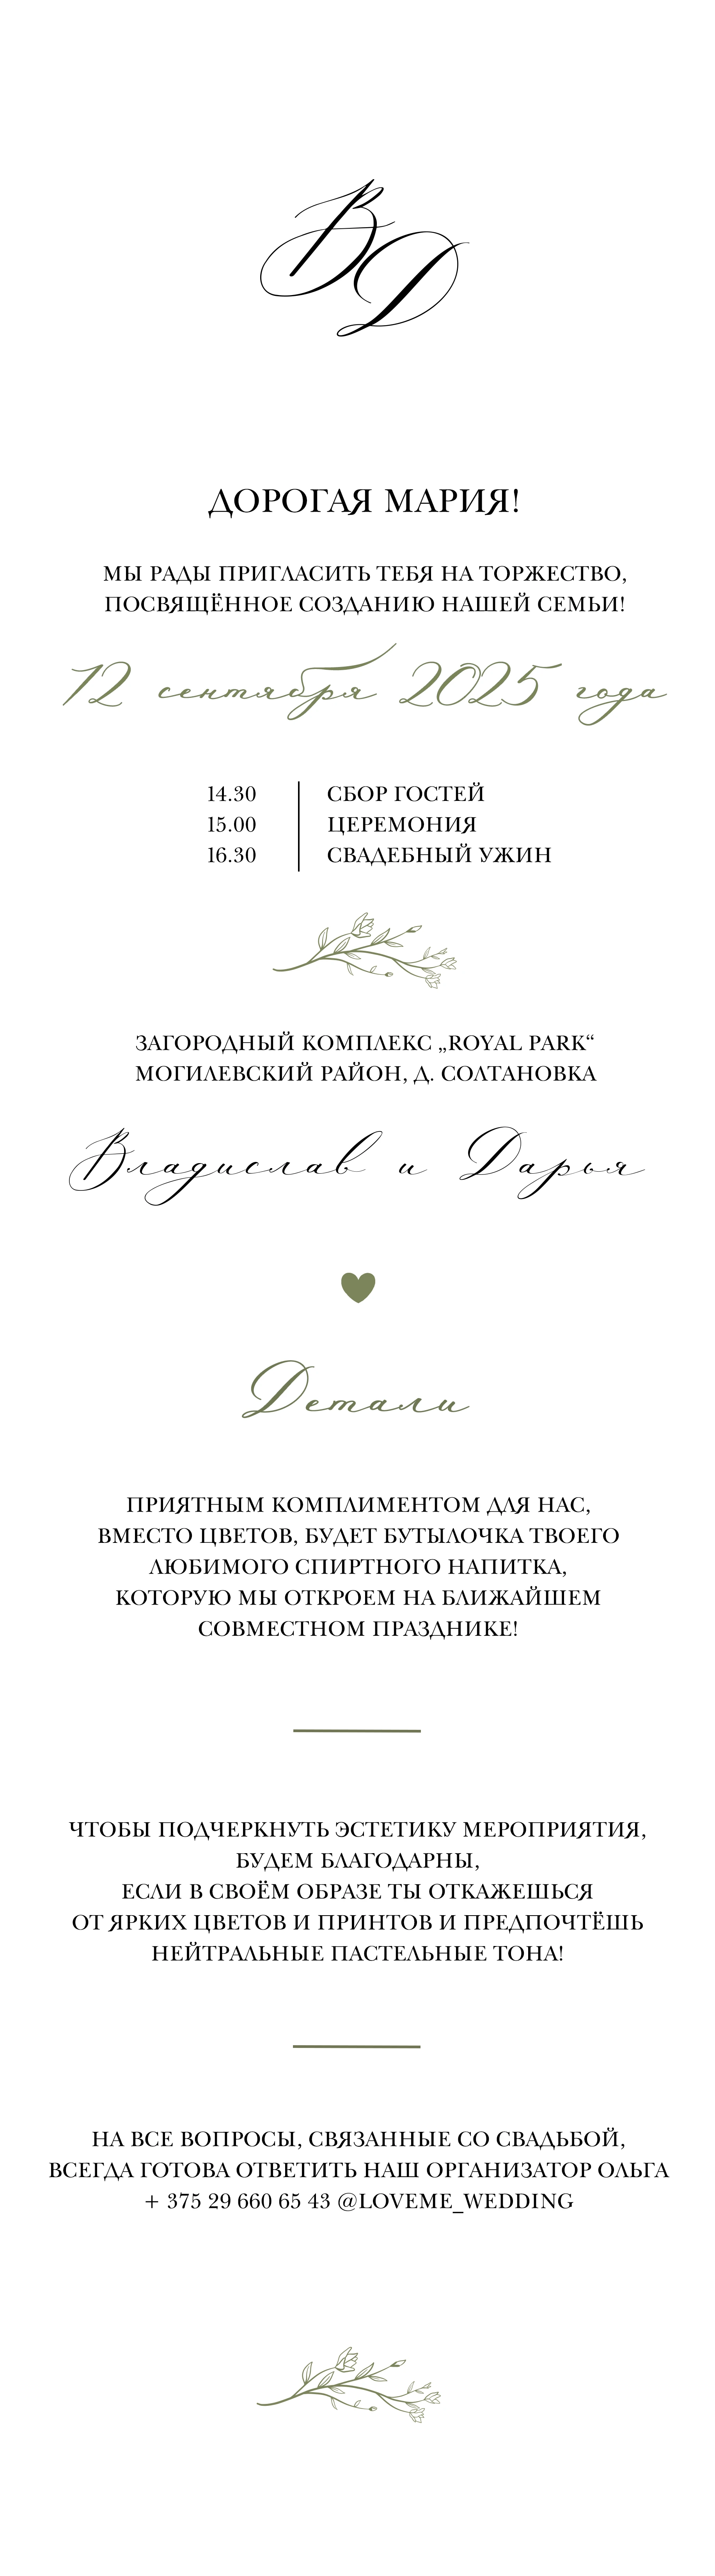 BD
ДОРОГАЯ МАРИЯ!
МЫ РАДЫ ПРИГЛАСИТЬ ТЕБЯ НА ТОРЖЕСТВО,
ПОСВЯЩЁННОЕ СОЗДАНИЮ НАШЕЙ СЕМЬИ!
12 сентября 2025 года
14.30 СБОР ГОСТЕЙ
15.00 ЦЕРЕМОНИЯ
16.30 СВАДЕБНЫЙ УЖИН
ЗАГОРОДНЫЙ КОМПЛЕКС „ROYAL PARK“
МОГИЛЕВСКИЙ РАЙОН, Д. СОЛТАНОВКА
Владислав и Дарья
Детали
ПРИЯТНЫМ КОМПЛИМЕНТОМ ДЛЯ НАС,
ВМЕСТО ЦВЕТОВ, БУДЕТ БУТЫЛОЧКА ТВОЕГО
ЛЮБИМОГО СПИРТНОГО НАПИТКА,
КОТОРУЮ МЫ ОТКРОЕМ НА БЛИЖАЙШЕМ
СОВМЕСТНОМ ПРАЗДНИКЕ!
ЧТОБЫ ПОДЧЕРКНУТЬ ЭСТЕТИКУ МЕРОПРИЯТИЯ,
БУДЕМ БЛАГОДАРНЫ,
ЕСЛИ В СВОЁМ ОБРАЗЕ ТЫ ОТКАЖЕШЬСЯ
ОТ ЯРКИХ ЦВЕТОВ И ПРИНТОВ И ПРЕДПОЧТЁШЬ
НЕЙТРАЛЬНЫЕ ПАСТЕЛЬНЫЕ ТОНА!
НА ВСЕ ВОПРОСЫ, СВЯЗАННЫЕ СО СВАДЬБОЙ,
ВСЕГДА ГОТОВА ОТВЕТИТЬ НАШ ОРГАНИЗАТОР ОЛЬГА
+ 375 29 660 65 43 @LOVEME_WEDDING